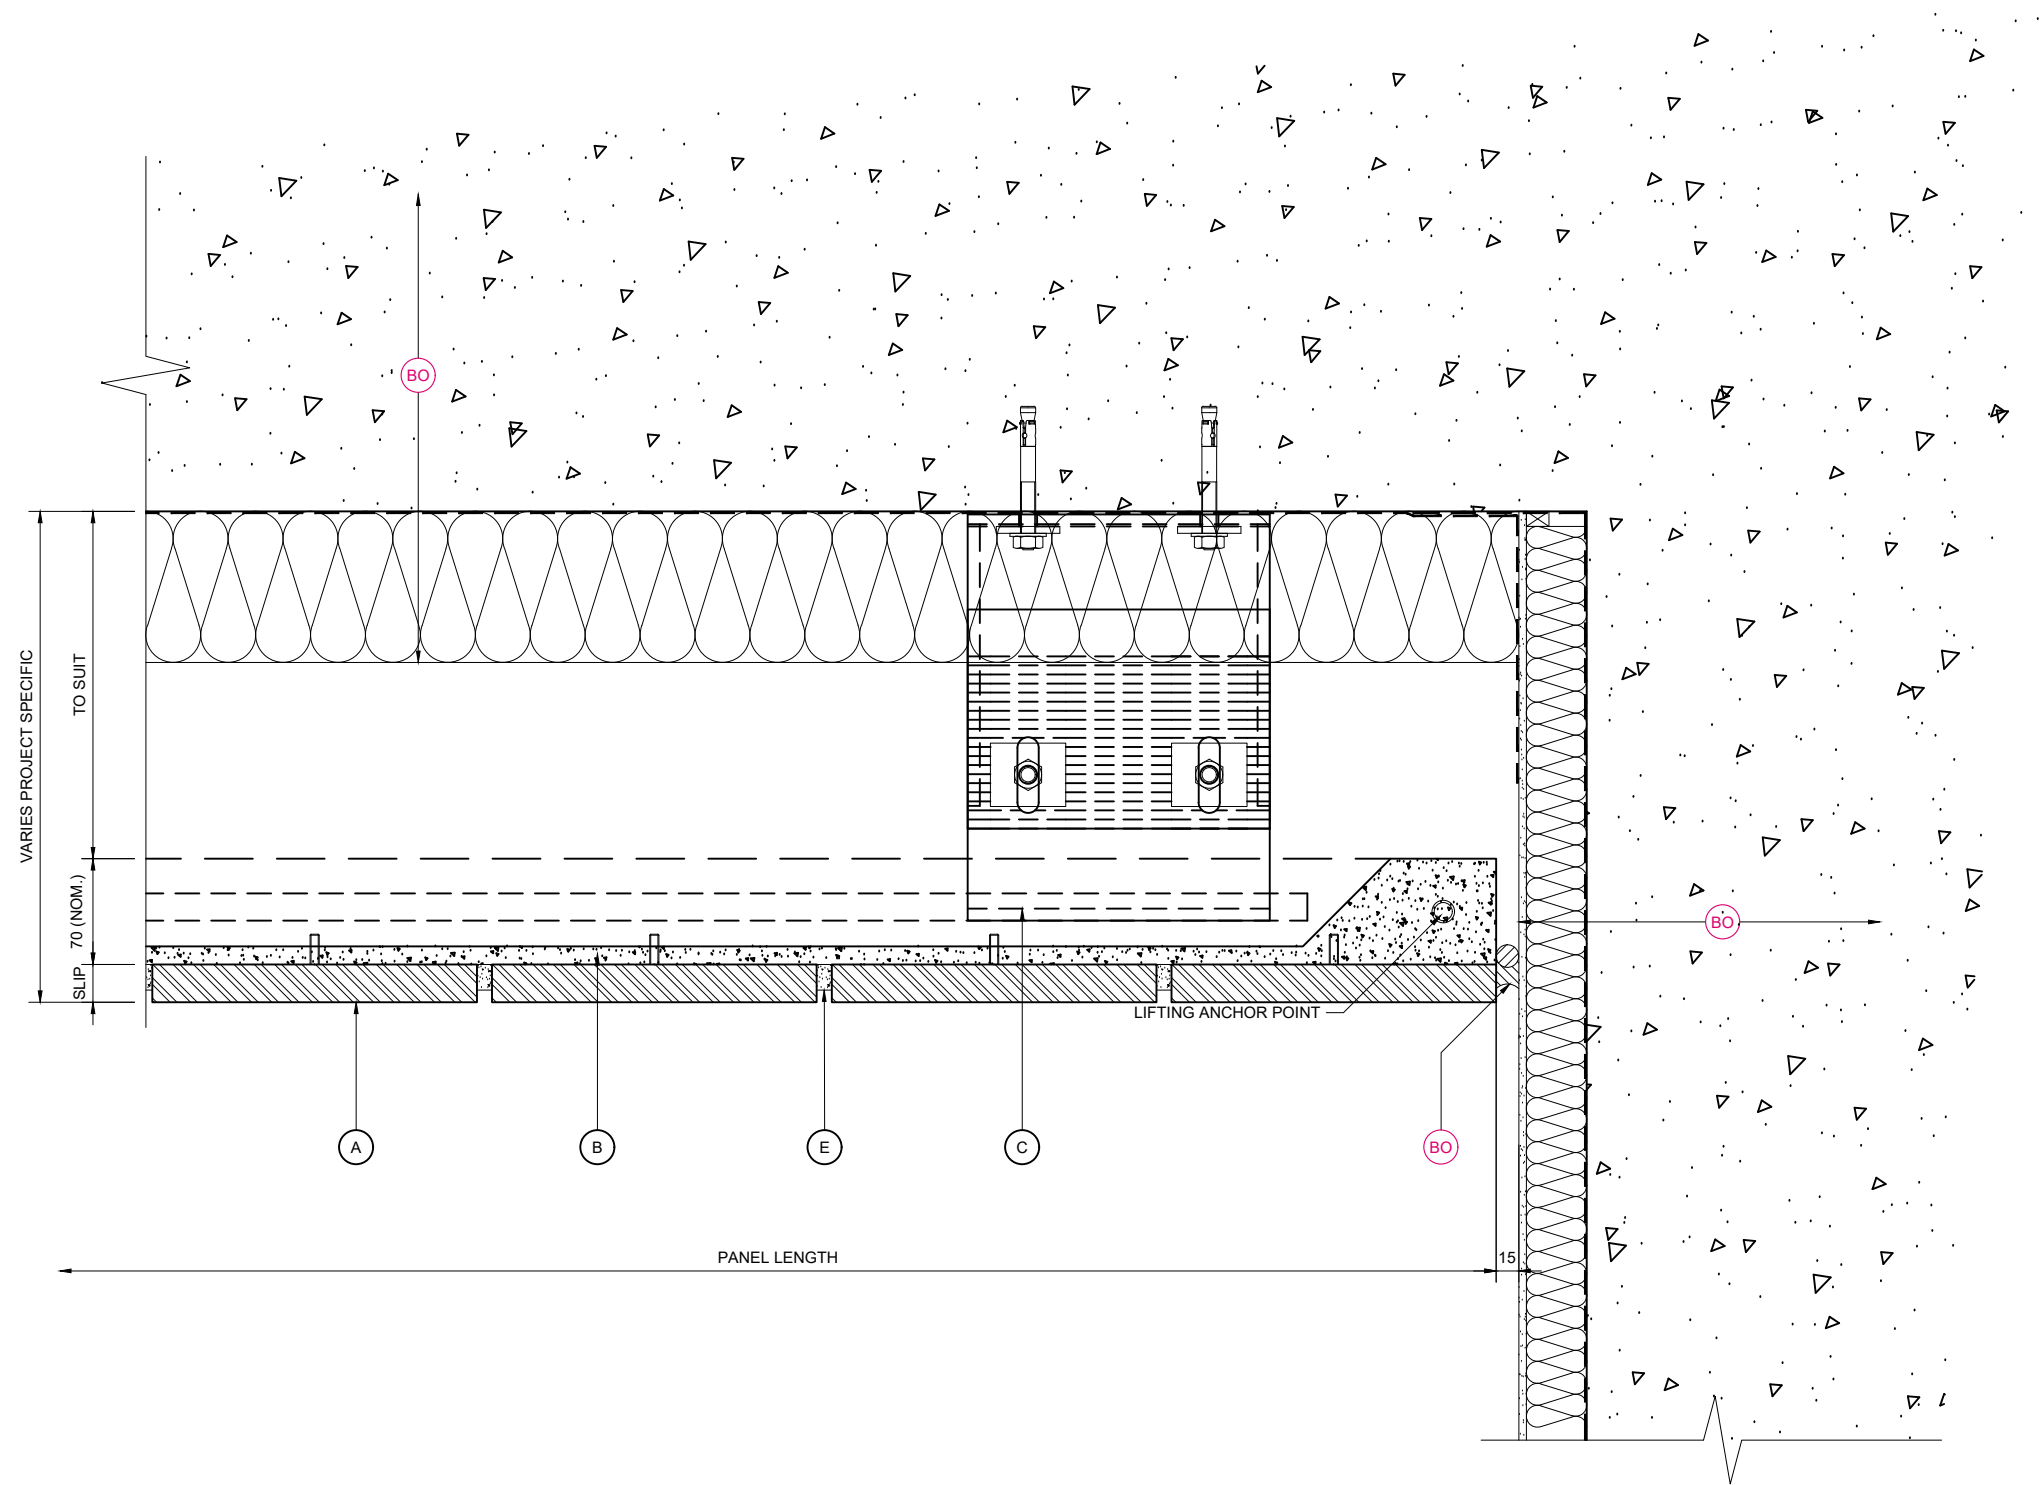 BO
VARIES PROJECT SPECIFIC
TO SUIT
70 (NOM.)
SLIP
BO
LIFTING ANCHOR POINT
A
B
E
C
BO
PANEL LENGTH
15